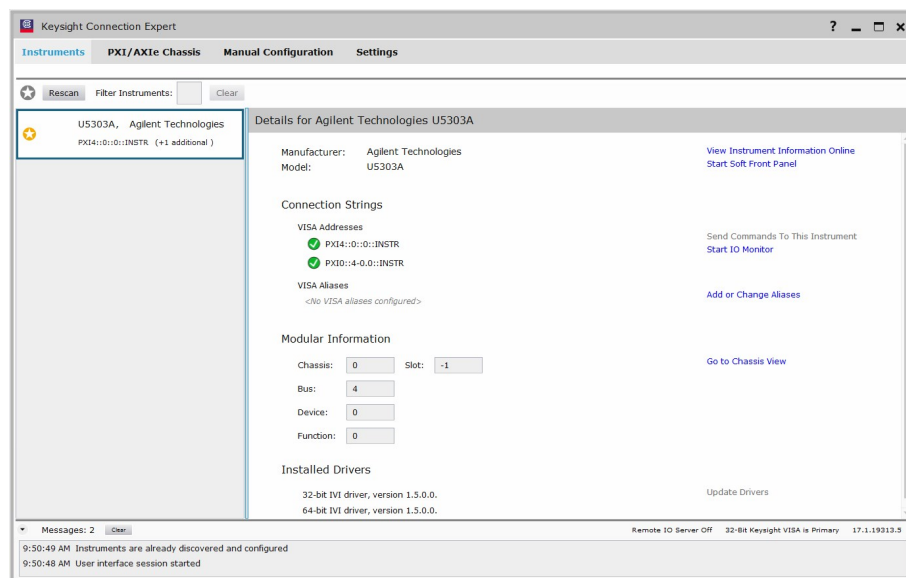 Keysight Connection Expert ?
Instruments PXI/AXIe Chassis Manual Configuration Settings
Rescan Filter Instruments: Clear
U5303A, Agilent Technologies
PXI4::0::0::INSTR (+1 additional )
Details for Agilent Technologies U5303A
Manufacturer: Agilent Technologies View Instrument Information Online
Model: U5303A Start Soft Front Panel
Connection Strings
VISA Addresses
Send Commands To This Instrument
PXI4::0::0::INSTR Start IO Monitor
PXI0::4-0.0::INSTR
VISA Aliases
<No VISA aliases configured> Add or Change Aliases
Modular Information
Chassis: 0 Slot: -1 Go to Chassis View
Bus: 4
Device: 0
Function: 0
Installed Drivers
32-bit IVI driver, version 1.5.0.0. Update Drivers
64-bit IVI driver, version 1.5.0.0.
Messages: 2 Clear Remote IO Server Off 32-Bit Keysight VISA is Primary 17.1.19313.5
9:50:49 AM Instruments are already discovered and configured
9:50:48 AM User interface session started